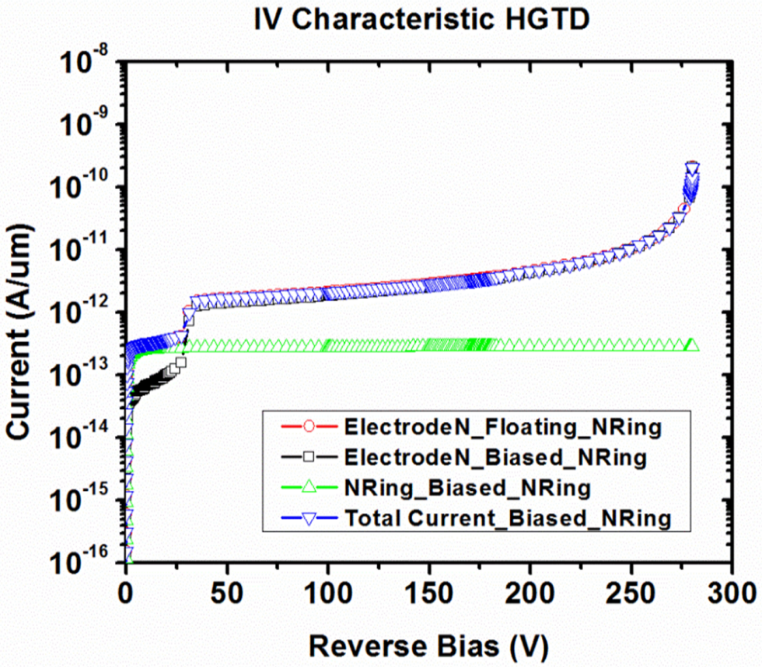 IV Characteristic HGTD
10-8
10-9
10-10
10-11
10-12
10-13
10-14
10-15
10-16
Current (A/um)
ElectrodeN_Floating_NRing
ElectrodeN_Biased_NRing
NRing_Biased_NRing
Total Current_Biased_NRing
0 50 100 150 200 250 300
Reverse Bias (V)